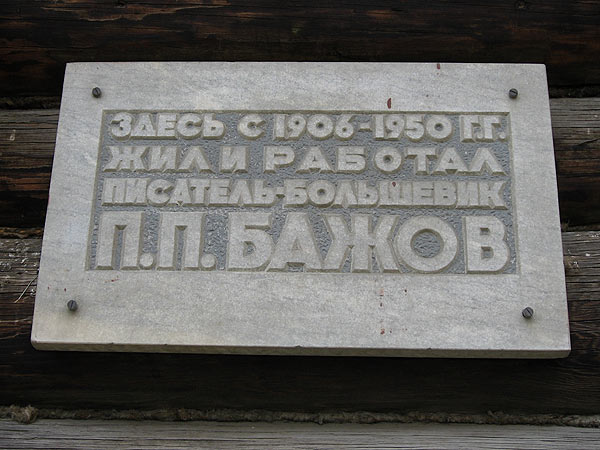 ЗДЕСЬ С 1906-1950 Г.Г.
ЖИЛ И РАБОТАЛ
ПИСАТЕЛЬ-БОЛЬШЕВИК
П.П. БАЖОВ